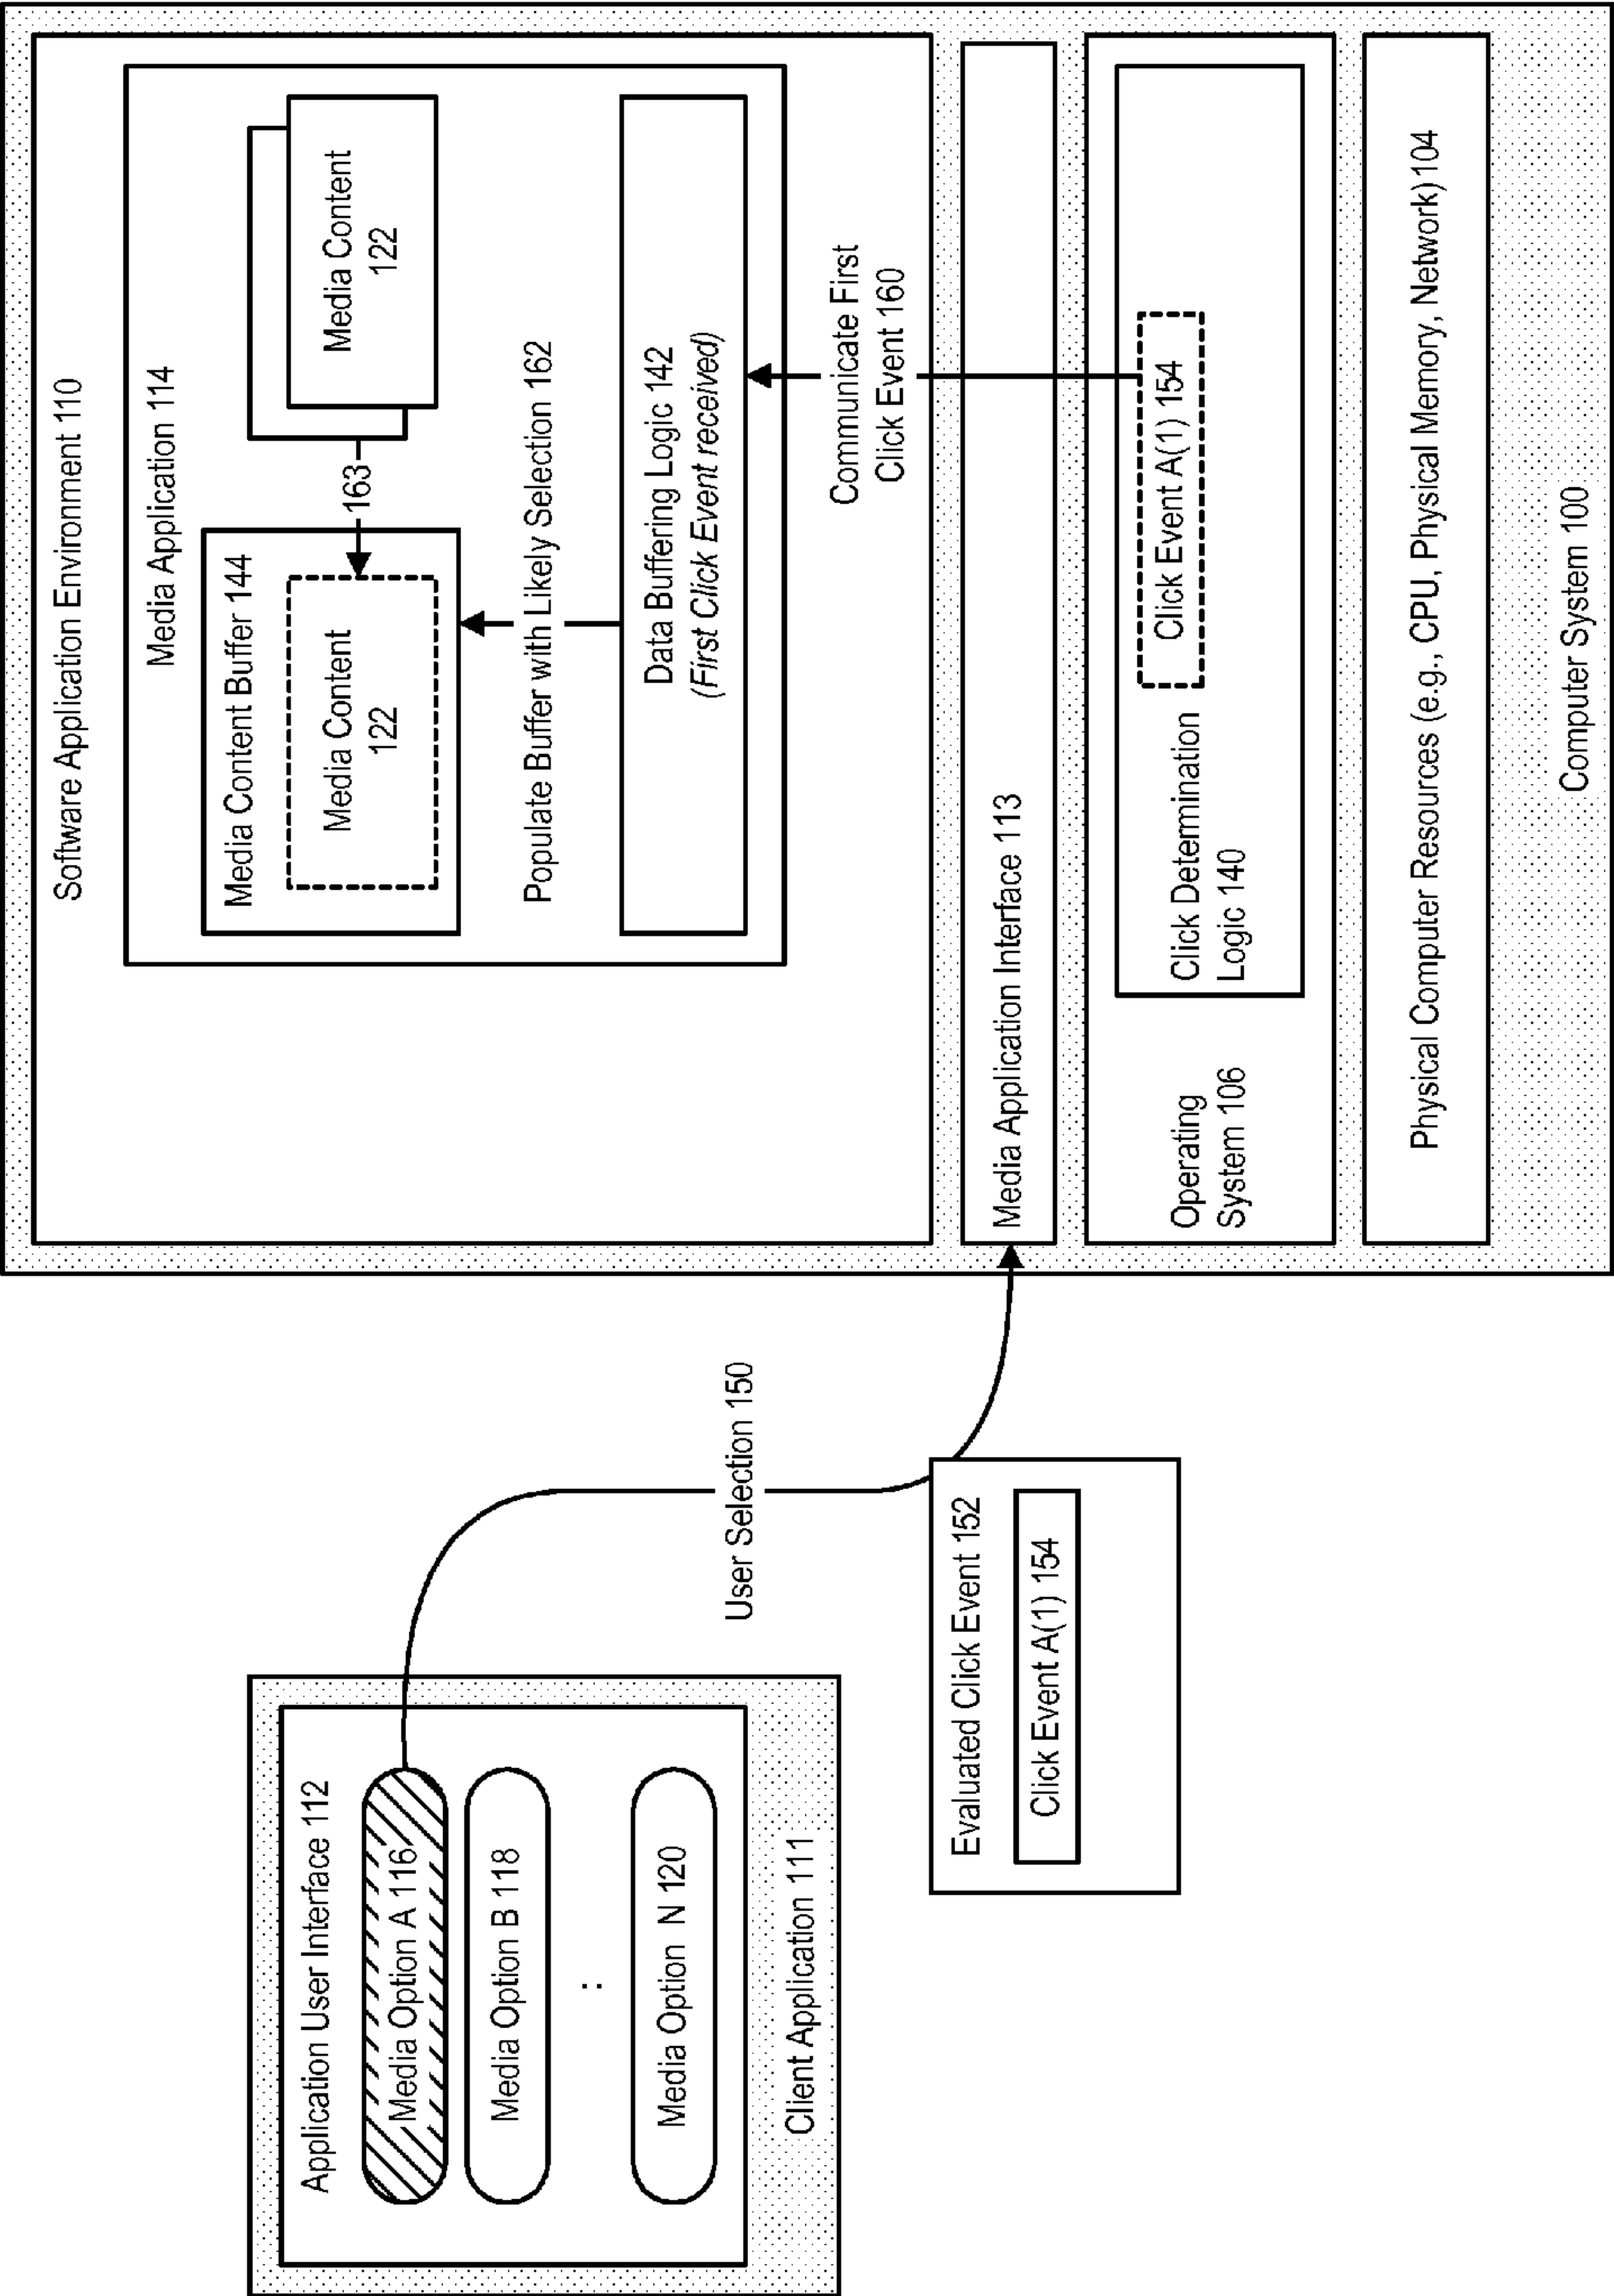 Application User Interface 112
Media Option A 116
Media Option B 118
:
Media Option N 120
Client Application 111
User Selection 150
Evaluated Click Event 152
Click Event A(1) 154
Software Application Environment 110
Media Application 114
Media Content Buffer 144
Media Content
122
163
Media Content
122
Populate Buffer with Likely Selection 162
Data Buffering Logic 142
(First Click Event received)
Communicate First
Click Event 160
Media Application Interface 113
Operating
System 106
Click Determination
Logic 140
Click Event A(1) 154
Physical Computer Resources (e.g., CPU, Physical Memory, Network)104
Computer System 100